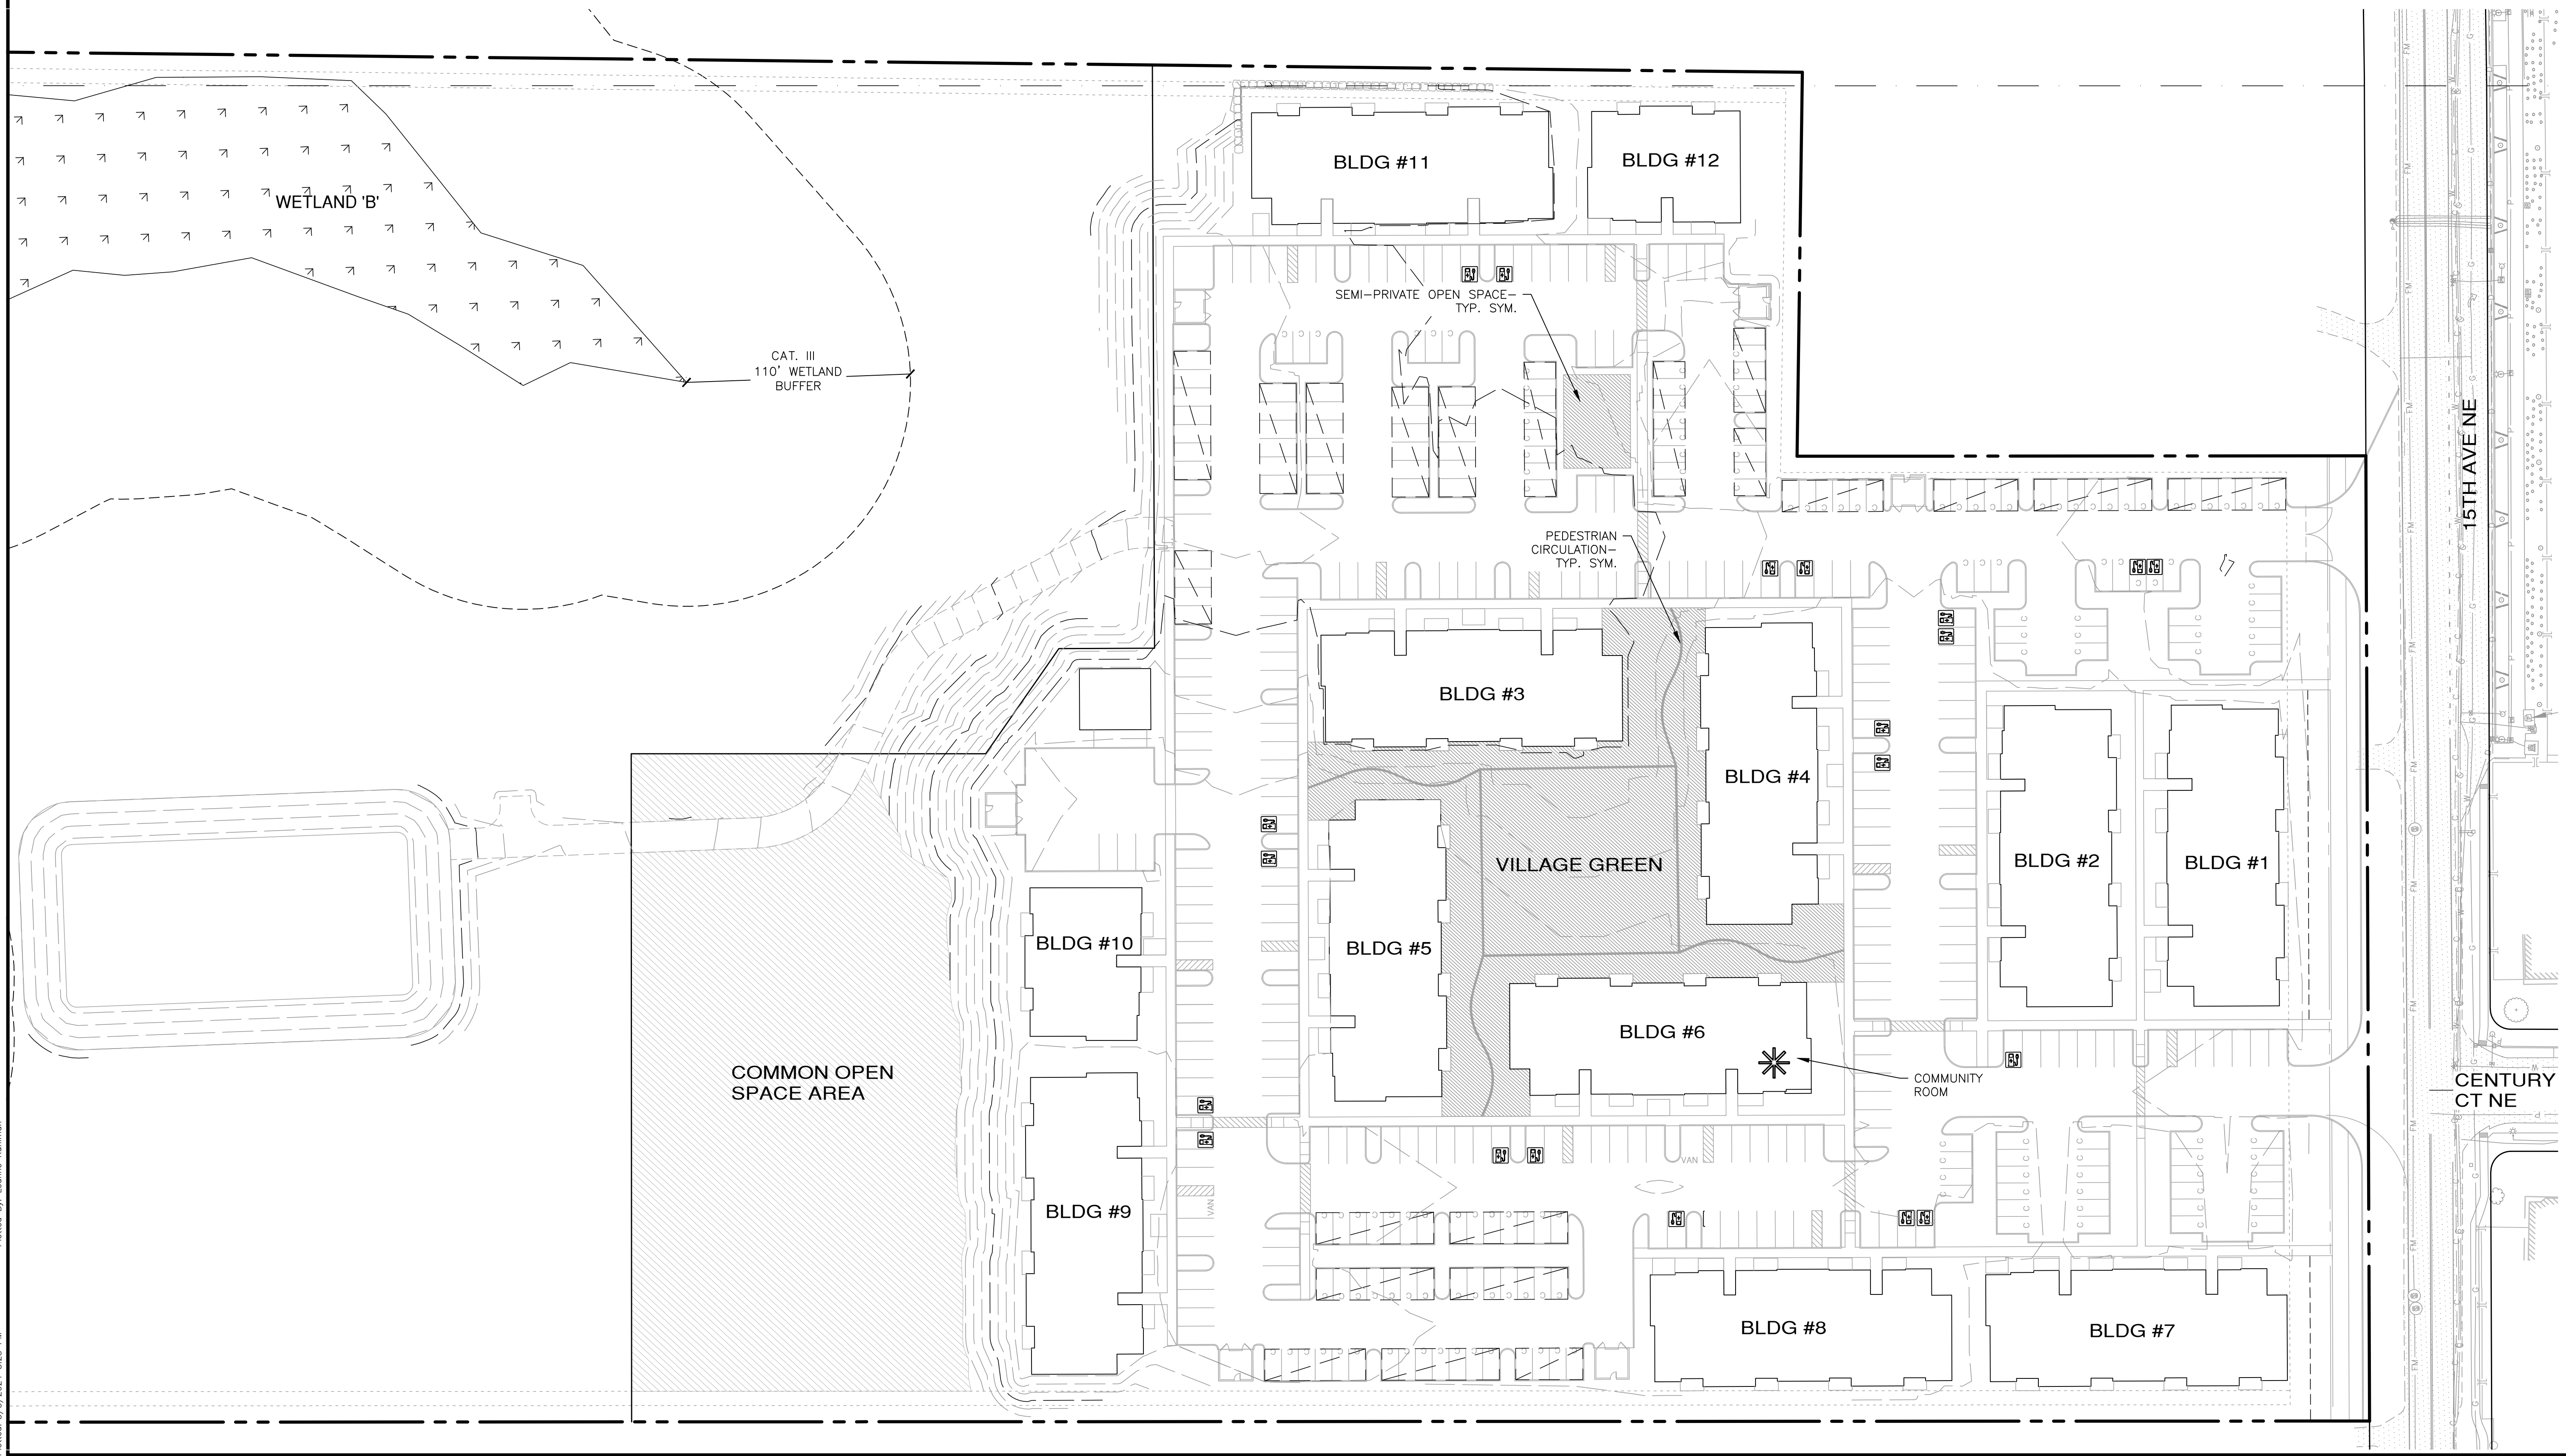 BLDG #11
BLDG #12
WETLAND 'B'
SEMI-PRIVATE OPEN SPACE-
TYP. SYM.
CAT. III
110' WETLAND
BUFFER
15TH AVE NE
PEDESTRIAN
CIRCULATION-
TYP. SYM.
BLDG #3
BLDG #4
BLDG #2
BLDG #1
VILLAGE GREEN
BLDG #10
BLDG #5
BLDG #6
COMMON OPEN
SPACE AREA
COMMUNITY
ROOM
CENTURY
CT NE
VAN
VAN
BLDG #9
BLDG #8
BLDG #7